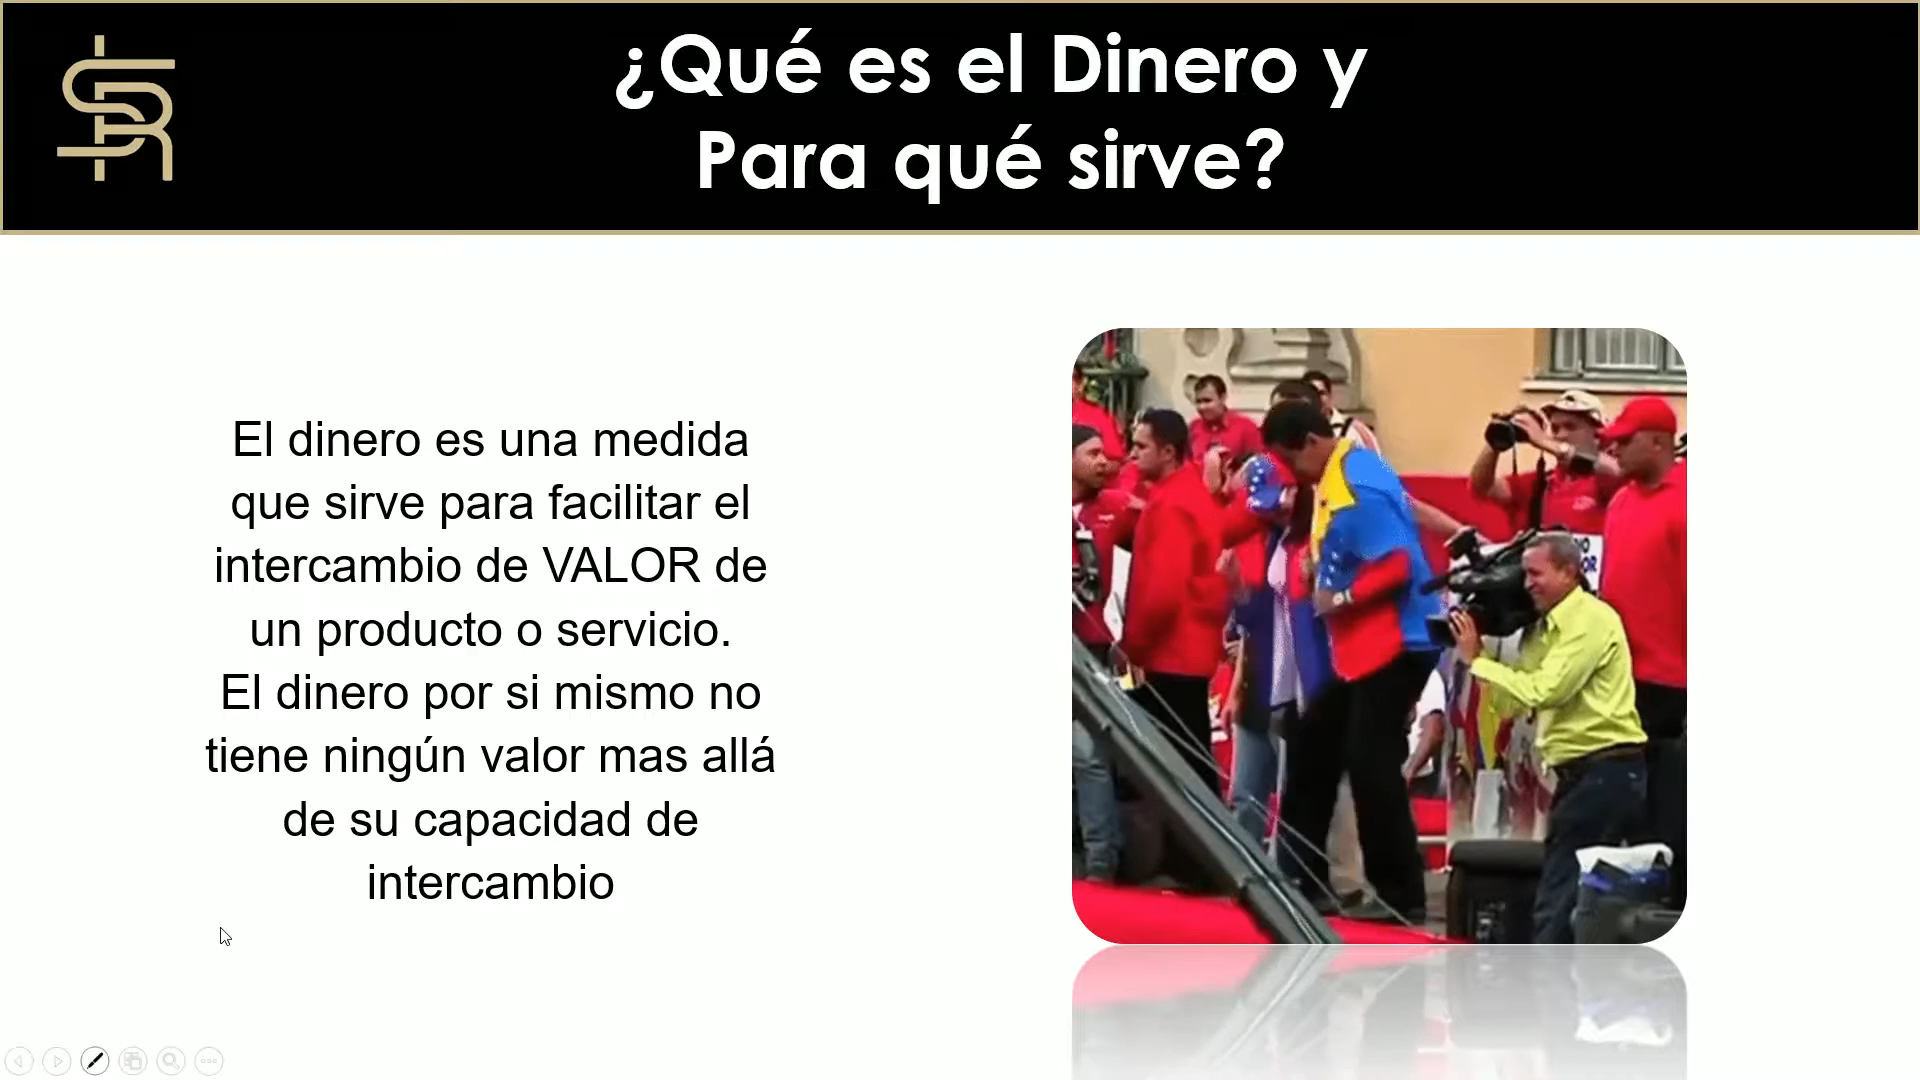 ¿Qué es el Dinero y
Para qué sirve?
El dinero es una medida
que sirve para facilitar el
intercambio de VALOR de
un producto o servicio.
El dinero por si mismo no
tiene ningún valor mas allá
de su capacidad de
intercambio